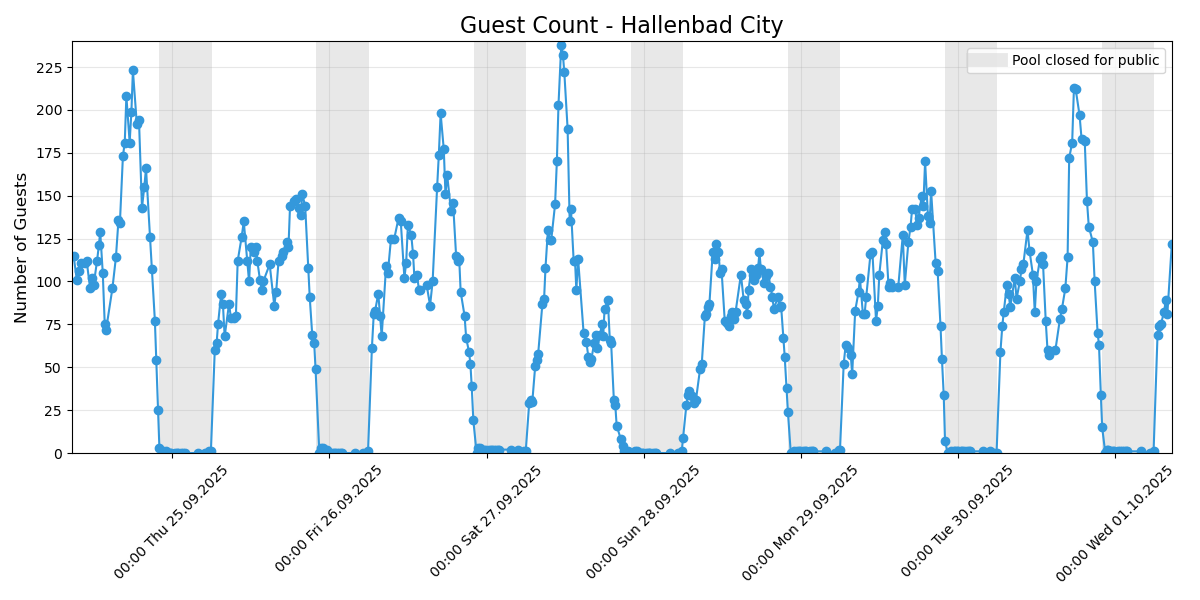 Guest Count - Hallenbad City
Pool closed for public
Number of Guests
225
200
175
150
125
100
75
50
25
0
00:00 Thu 25.09.2025
00:00 Fri 26.09.2025
00:00 Sat 27.09.2025
00:00 Sun 28.09.2025
00:00 Mon 29.09.2025
00:00 Tue 30.09.2025
00:00 Wed 01.10.2025